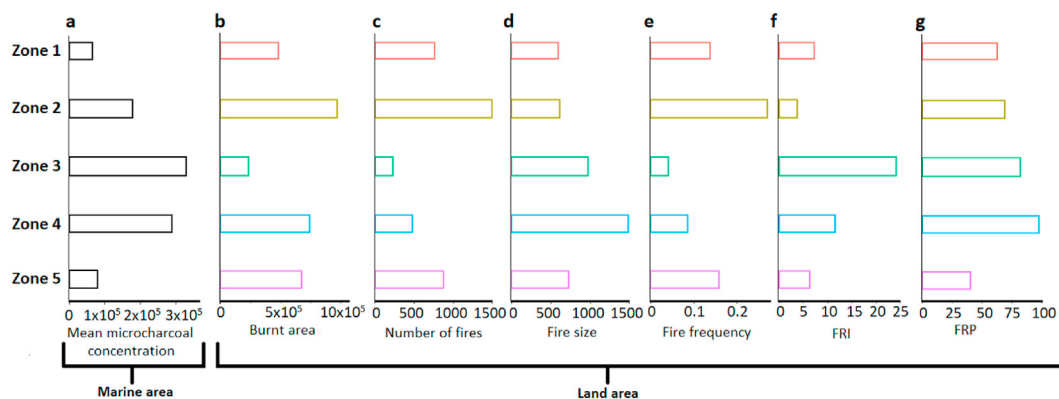 a b c d e f g
Zone 1
Zone 2
Zone 3
Zone 4
Zone 5
0 1x10⁵ 2x10⁵ 3x10⁵ 5x10⁵ 10x10⁵ 0 500 1000 1500 0 500 1000 1500 0 0.1 0.2 0 5 10 15 20 25 0 25 50 75 100
Mean microcharcoal concentration
Burnt area
Number of fires
Fire size
Fire frequency
FRI
FRP
Marine area
Land area